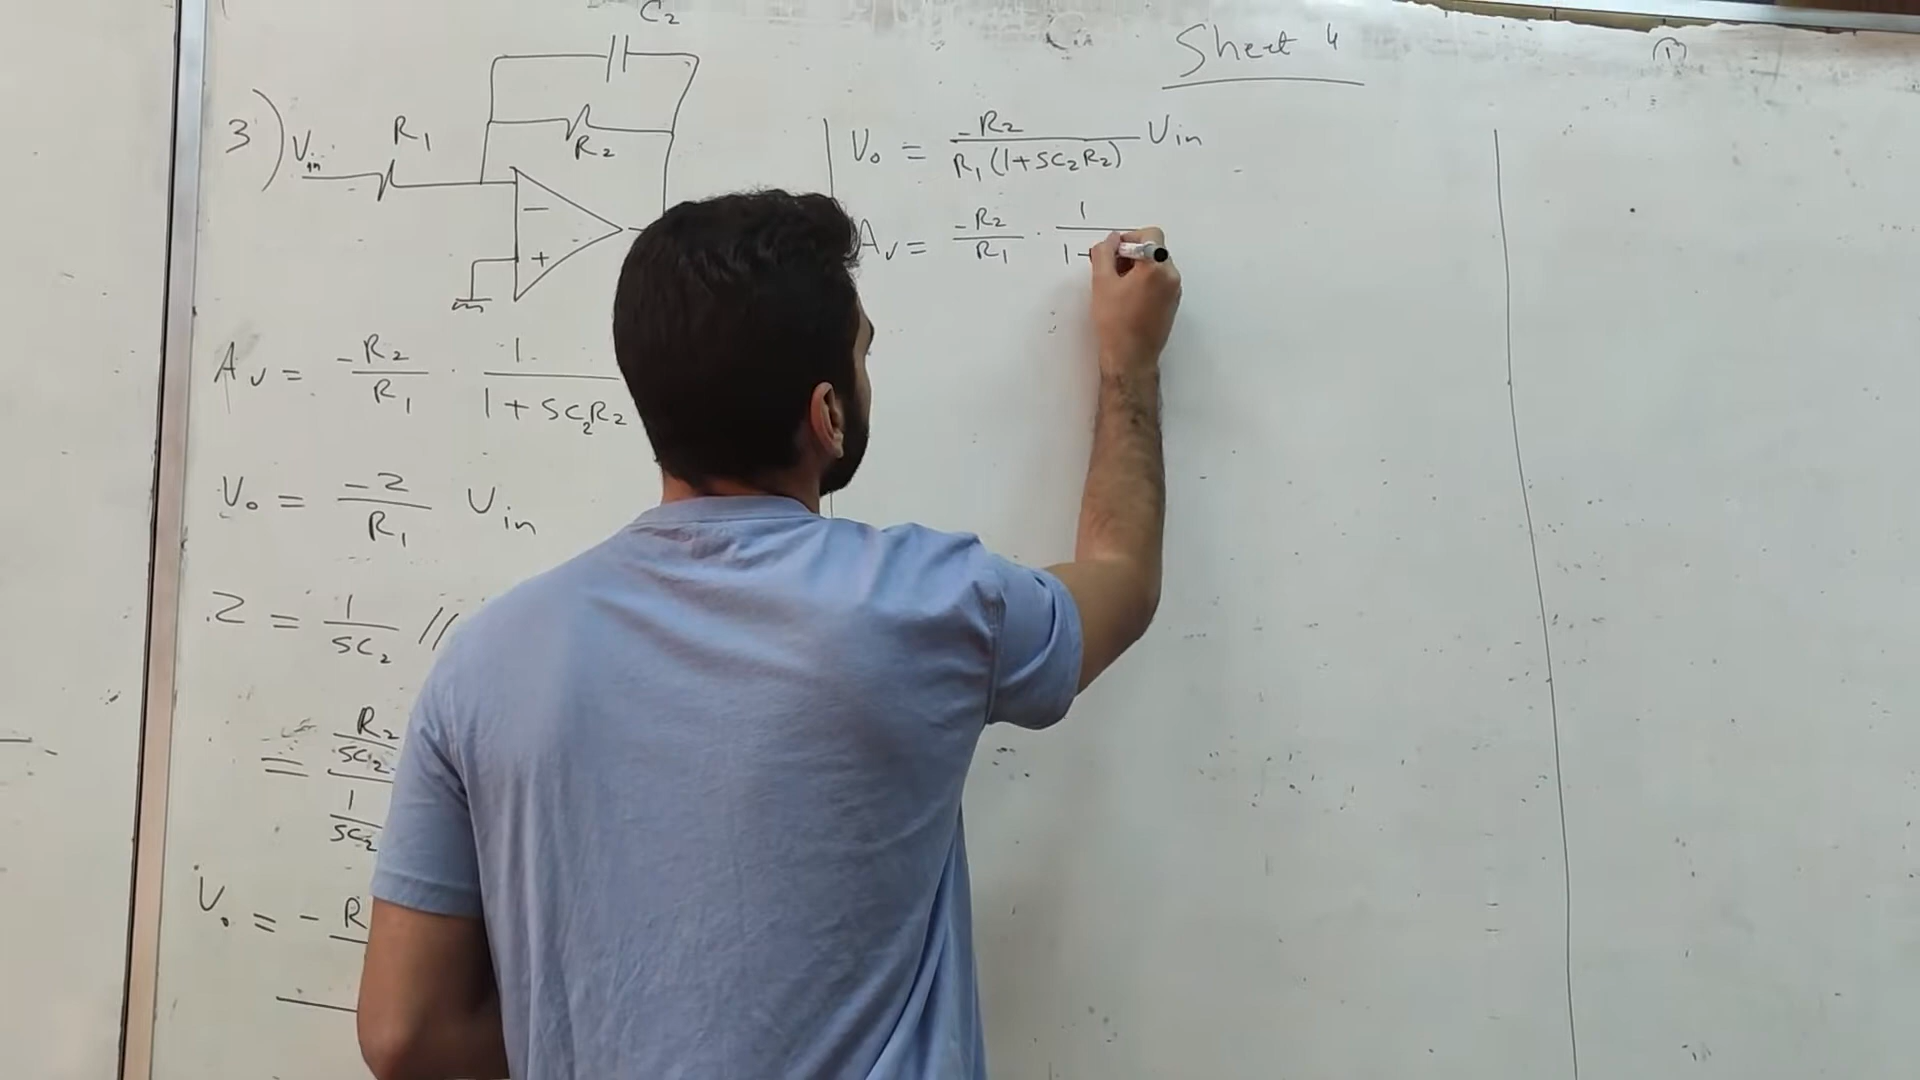 Sheet 4
1
3) Vin R1 C2 R2
- +
Av = -R2/R1 . 1/(1 + SC2R2
Vo = -Z/R1 Vin
Z = 1/SC2 //
= R2/SC2 / 1/SC2
Vo = - R
Vo = -R2/(R1(1+SC2R2)) Vin
Av = -R2/R1 . 1/(1+